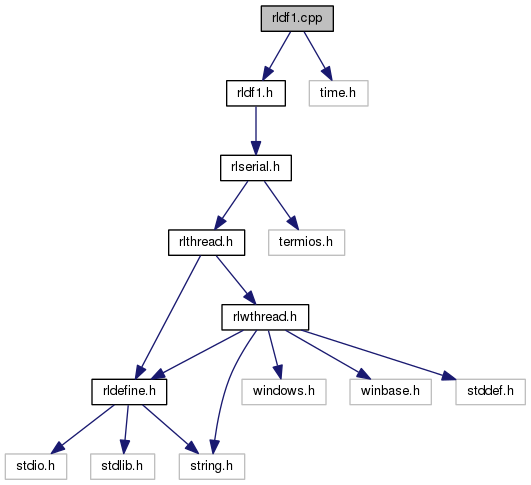 rldf1.cpp
rldf1.h
time.h
rlserial.h
rlthread.h
termios.h
rlwthread.h
rldefine.h
windows.h
winbase.h
stddef.h
stdio.h
stdlib.h
string.h